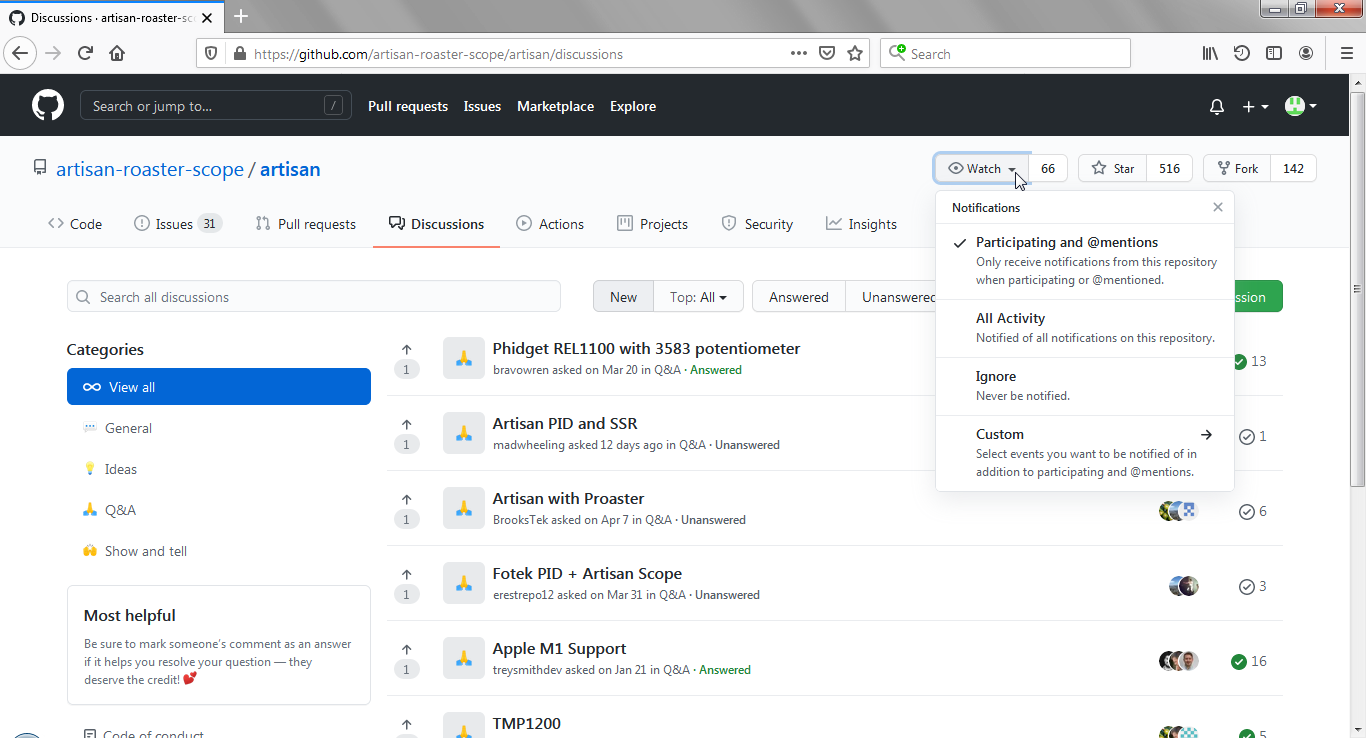 Discussions · artisan-roaster-sc
https://github.com/artisan-roaster-scope/artisan/discussions
Search
Search or jump to...
/
Pull requests
Issues
Marketplace
Explore
artisan-roaster-scope / artisan
Watch
66
Star
516
Fork
142
Code
Issues 31
Pull requests
Discussions
Actions
Projects
Security
Insights
Notifications
Participating and @mentions
Only receive notifications from this repository
when participating or @mentioned.
All Activity
Notified of all notifications on this repository.
Ignore
Never be notified.
Custom
Select events you want to be notified of in
addition to participating and @mentions.
Search all discussions
New
Top: All
Answered
Unanswered
ssion
Categories
View all
General
Ideas
Q&A
Show and tell
Most helpful
Be sure to mark someone's comment as an answer
if it helps you resolve your question — they
deserve the credit! 💕
Code of conduct
1
Phidget REL1100 with 3583 potentiometer
bravowren asked on Mar 20 in Q&A · Answered
13
1
Artisan PID and SSR
madwheeling asked 12 days ago in Q&A · Unanswered
1
1
Artisan with Proaster
BrooksTek asked on Apr 7 in Q&A · Unanswered
6
1
Fotek PID + Artisan Scope
erestrepo12 asked on Mar 31 in Q&A · Unanswered
3
1
Apple M1 Support
treysmithdev asked on Jan 21 in Q&A · Answered
16
TMP1200
5